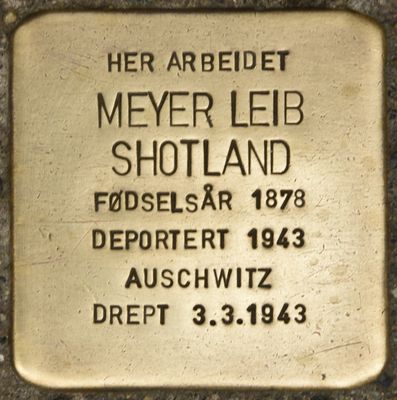 HER ARBEIDET
MEYER LEIB
SHOTLAND
FØDSELSÅR 1878
DEPORTERT 1943
AUSCHWITZ
DREPT 3.3.1943